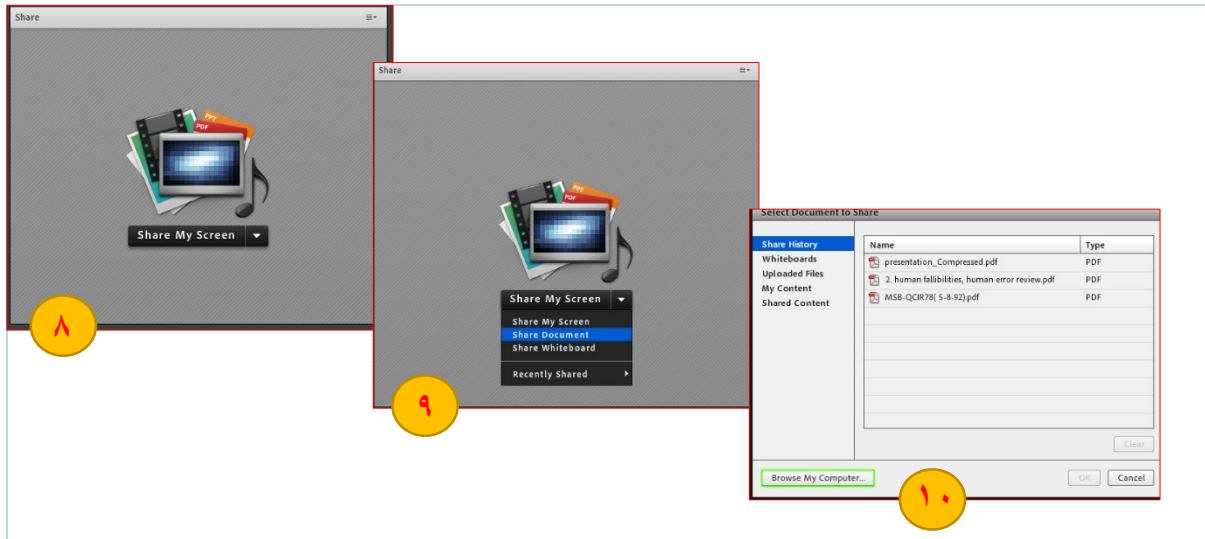 Share
PPT
PDF
Share My Screen
۸
Share
PPT
PDF
Share My Screen
Share My Screen
Share Document
Share Whiteboard
Recently Shared
۹
Select Document to Share
Share History
Whiteboards
Uploaded Files
My Content
Shared Content
Name Type
presentation_Compressed.pdf PDF
2. human fallibilities, human error review.pdf PDF
MSB-QCIR78( 5-8-92).pdf PDF
Clear
Browse My Computer... OK Cancel
۱۰